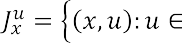 J_x^u = {(x, u): u ∈